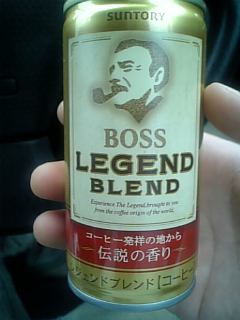 SUNTORY
BOSS
LEGEND
BLEND
Experience The Legend.brought to you
from the coffee origin of the world.
コーヒー発祥の地から
伝説の香り
レジェンドブレンド［コーヒー